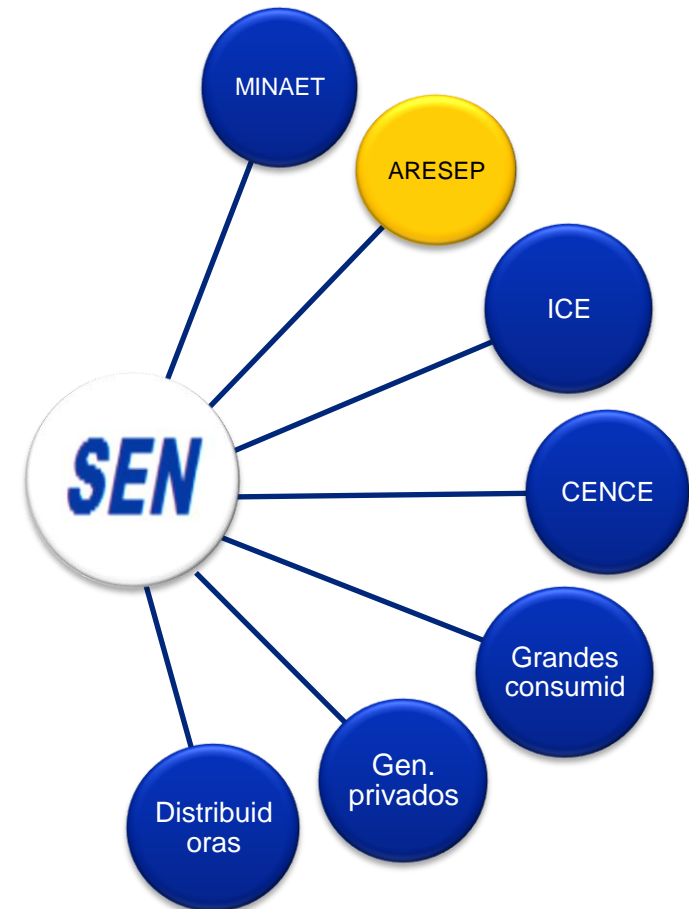 MINAET
ARESEP
ICE
SEN
CENCE
Grandes
consumid
Gen.
privados
Distribuid
oras